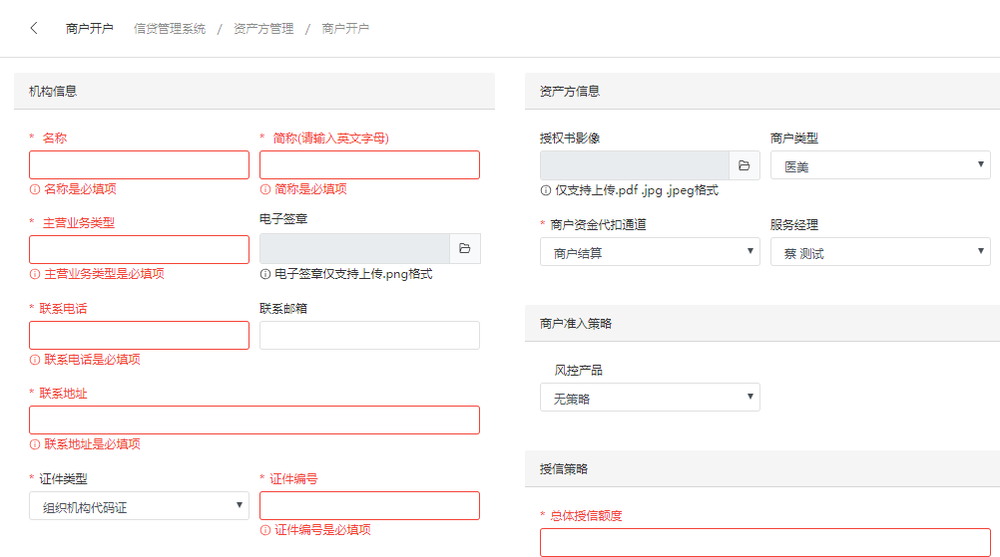 商户开户 信贷管理系统 / 资产方管理 / 商户开户
机构信息
* 名称 * 简称(请输入英文字母)
名称是必填项 简称是必填项
* 主营业务类型 电子签章
主营业务类型是必填项 电子签章仅支持上传.png格式
* 联系电话 联系邮箱
联系电话是必填项
* 联系地址
联系地址是必填项
* 证件类型 * 证件编号
组织机构代码证
证件编号是必填项
资产方信息
授权书影像 商户类型
医美
仅支持上传.pdf .jpg .jpeg格式
* 商户资金代扣通道 服务经理
商户结算 蔡 测试
商户准入策略
风控产品
无策略
授信策略
* 总体授信额度